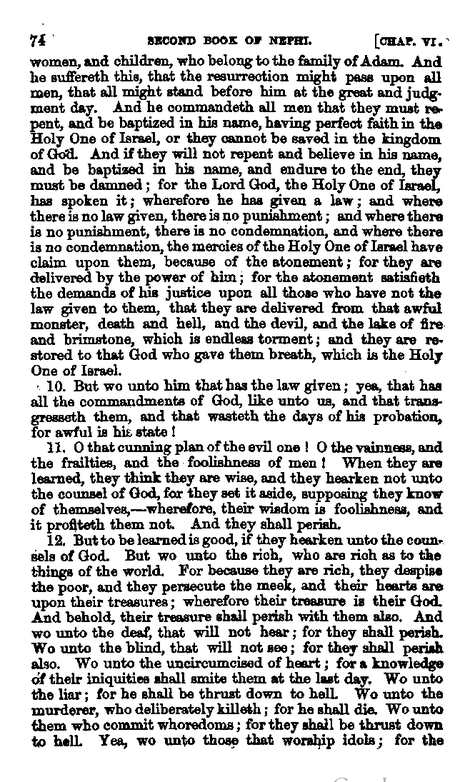 74 SECOND BOOK OF NEPHI. [CHAP. VI.
women, and children, who belong to the family of Adam. And
he suffereth this, that the resurrection might pass upon all
men, that all might stand before him at the great and judg-
ment day. And he commandeth all men that they must re-
pent, and be baptized in his name, having perfect faith in the
Holy One of Israel, or they cannot be saved in the kingdom
of God. And if they will not repent and believe in his name,
and be baptized in his name, and endure to the end, they
must be damned; for the Lord God, the Holy One of Israel,
has spoken it; wherefore he has given a law; and where
there is no law given, there is no punishment; and where there
is no punishment, there is no condemnation, and where there
is no condemnation, the mercies of the Holy One of Israel have
claim upon them, because of the atonement; for they are
delivered by the power of him; for the atonement satisfieth
the demands of his justice upon all those who have not the
law given to them, that they are delivered from that awful
monster, death and hell, and the devil, and the lake of fire
and brimstone, which is endless torment; and they are re-
stored to that God who gave them breath, which is the Holy
One of Israel.
10. But wo unto him that has the law given; yea, that has
all the commandments of God, like unto us, and that trans-
gresseth them, and that wasteth the days of his probation,
for awful is his state!
11. O that cunning plan of the evil one! O the vainness, and
the frailties, and the foolishness of men! When they are
learned, they think they are wise, and they hearken not unto
the counsel of God, for they set it aside, supposing they know
of themselves,—wherefore, their wisdom is foolishness, and
it profiteth them not. And they shall perish.
12. But to be learned is good, if they hearken unto the coun-
sels of God. But wo unto the rich, who are rich as to the
things of the world. For because they are rich, they despise
the poor, and they persecute the meek, and their hearts are
upon their treasures; wherefore their treasure is their God.
And behold, their treasure shall perish with them also. And
wo unto the deaf, that will not hear; for they shall perish.
Wo unto the blind, that will not see; for they shall perish
also. Wo unto the uncircumcised of heart; for a knowledge
of their iniquities shall smite them at the last day. Wo unto
the liar; for he shall be thrust down to hell. Wo unto the
murderer, who deliberately killeth; for he shall die. Wo unto
them who commit whoredoms; for they shall be thrust down
to hell. Yea, wo unto those that worship idols; for the